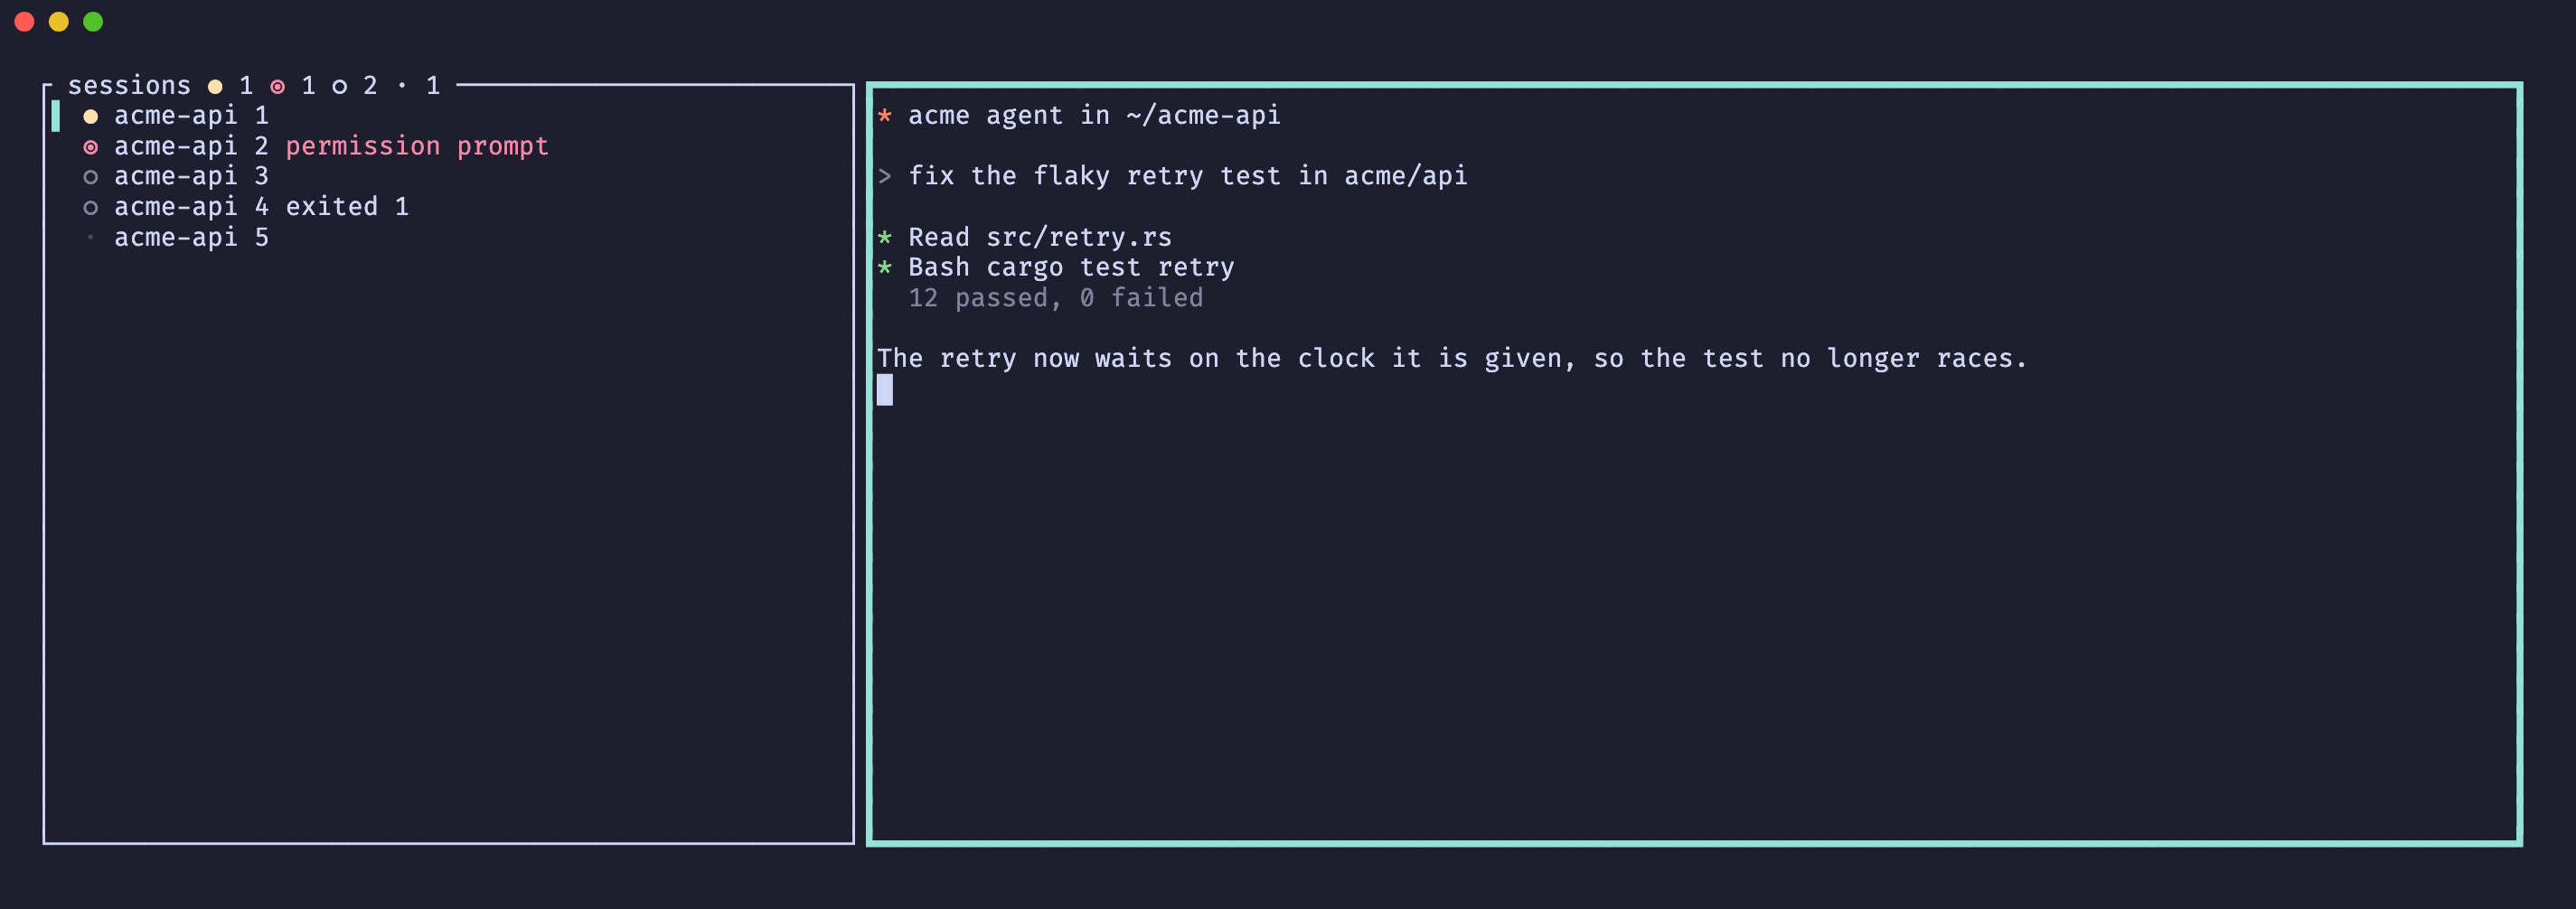 sessions ● 1 ◉ 1 ○ 2 · 1
● acme-api 1
◉ acme-api 2 permission prompt
○ acme-api 3
○ acme-api 4 exited 1
· acme-api 5
* acme agent in ~/acme-api
> fix the flaky retry test in acme/api
* Read src/retry.rs
* Bash cargo test retry
12 passed, 0 failed
The retry now waits on the clock it is given, so the test no longer races.